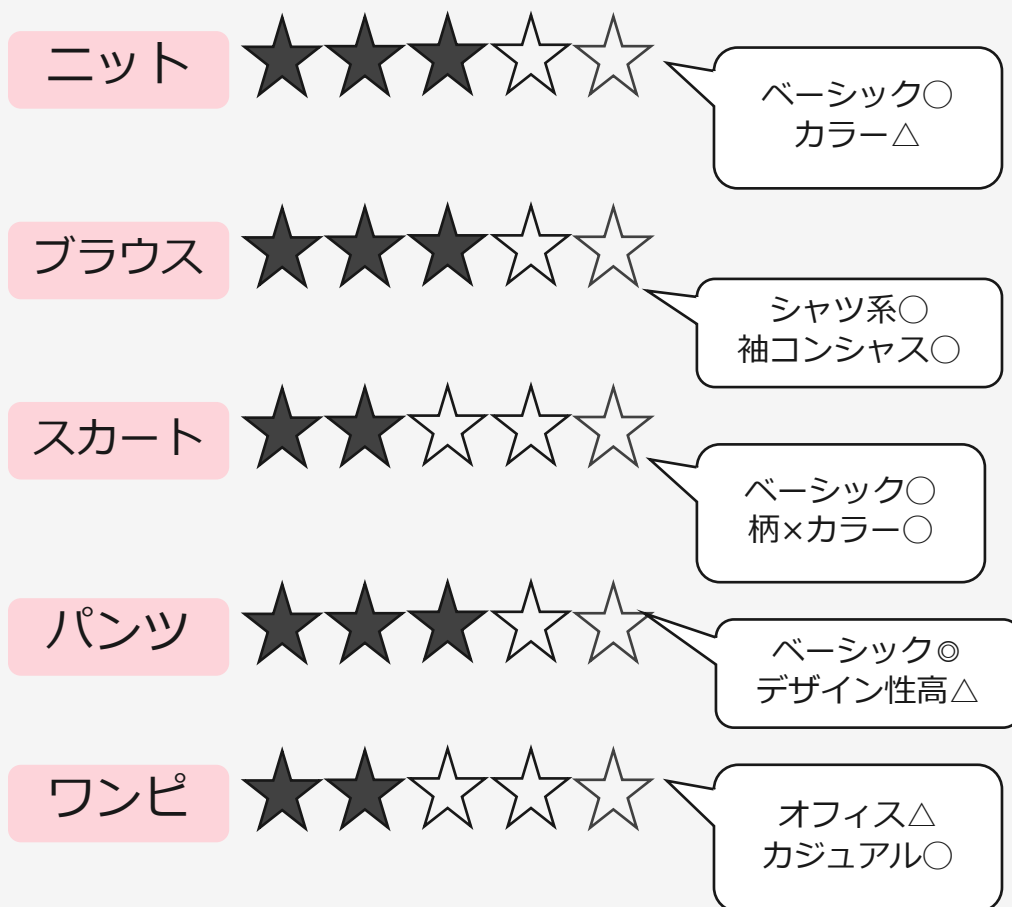 ニット ★★★☆☆
ベーシック○
カラー△
ブラウス ★★★☆☆
シャツ系○
袖コンシャス○
スカート ★★☆☆☆
ベーシック○
柄×カラー○
パンツ ★★★☆☆
ベーシック◎
デザイン性高△
ワンピ ★★☆☆☆
オフィス△
カジュアル○